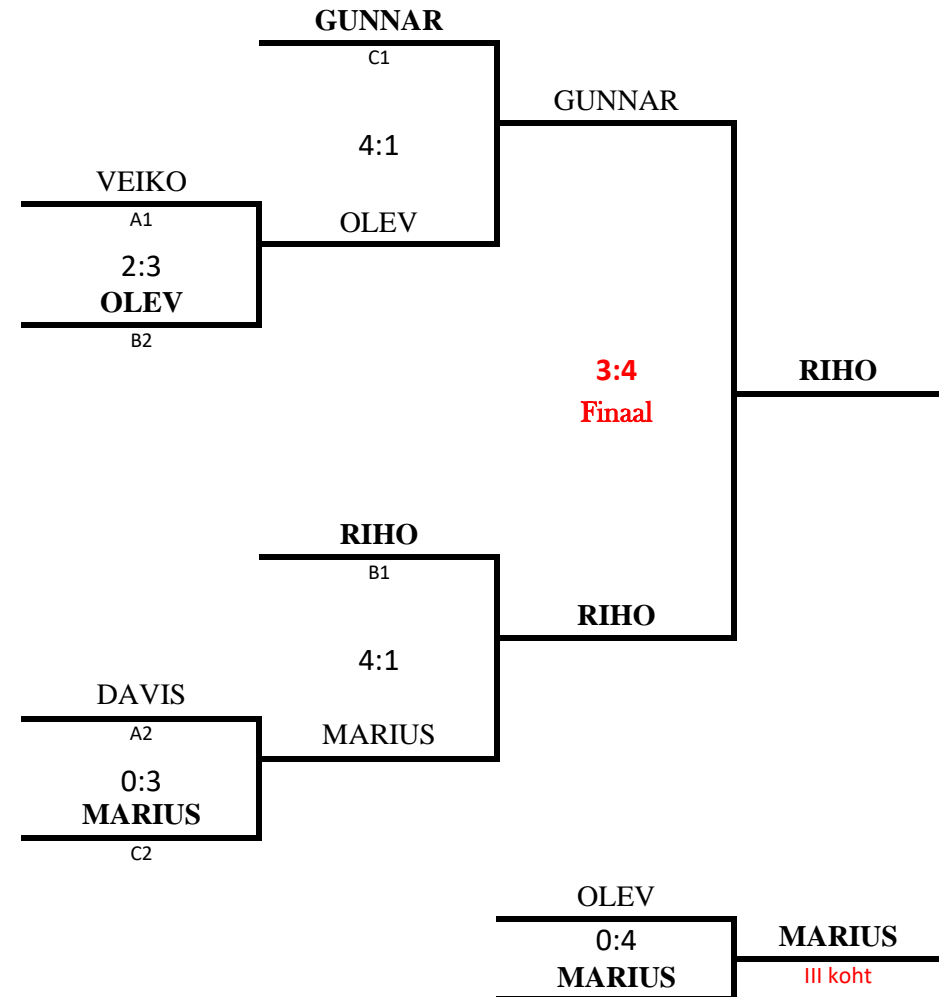 GUNNAR
C1
GUNNAR
4:1
VEIKO
A1
OLEV
2:3
OLEV
B2
3:4
RIHO
Finaal
RIHO
B1
RIHO
4:1
DAVIS
A2
MARIUS
0:3
MARIUS
C2
OLEV
0:4
MARIUS
MARIUS
III koht